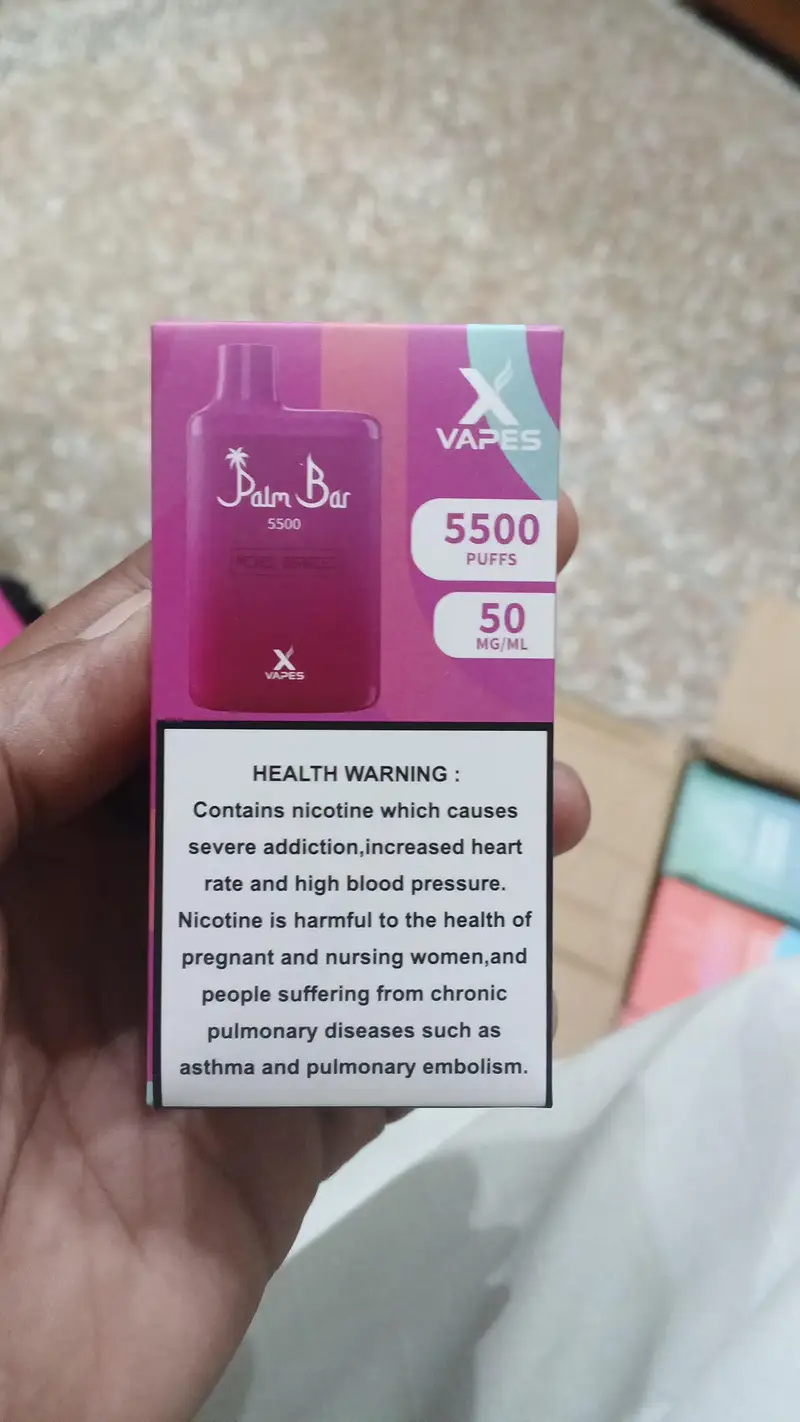 X
VAPES
Palm Bar
5500
X
VAPES
5500
PUFFS
50
MG/ML
HEALTH WARNING :
Contains nicotine which causes
severe addiction,increased heart
rate and high blood pressure.
Nicotine is harmful to the health of
pregnant and nursing women,and
people suffering from chronic
pulmonary diseases such as
asthma and pulmonary embolism.